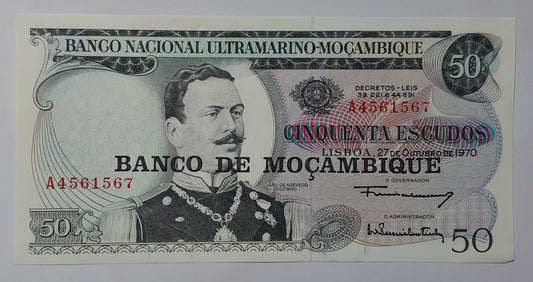 BANCO NACIONAL ULTRAMARINO-MOÇAMBIQUE
50
DECRETOS - LEIS
39 221 e 44 891
A4561567
CINQUENTA ESCUDOS
LISBOA, 27 DE OUTUBRO DE 1970
BANCO DE MOÇAMBIQUE
A4561567
JOÃO DE AZEVEDO
COUTINHO
O GOVERNADOR
O ADMINISTRADOR
50
50